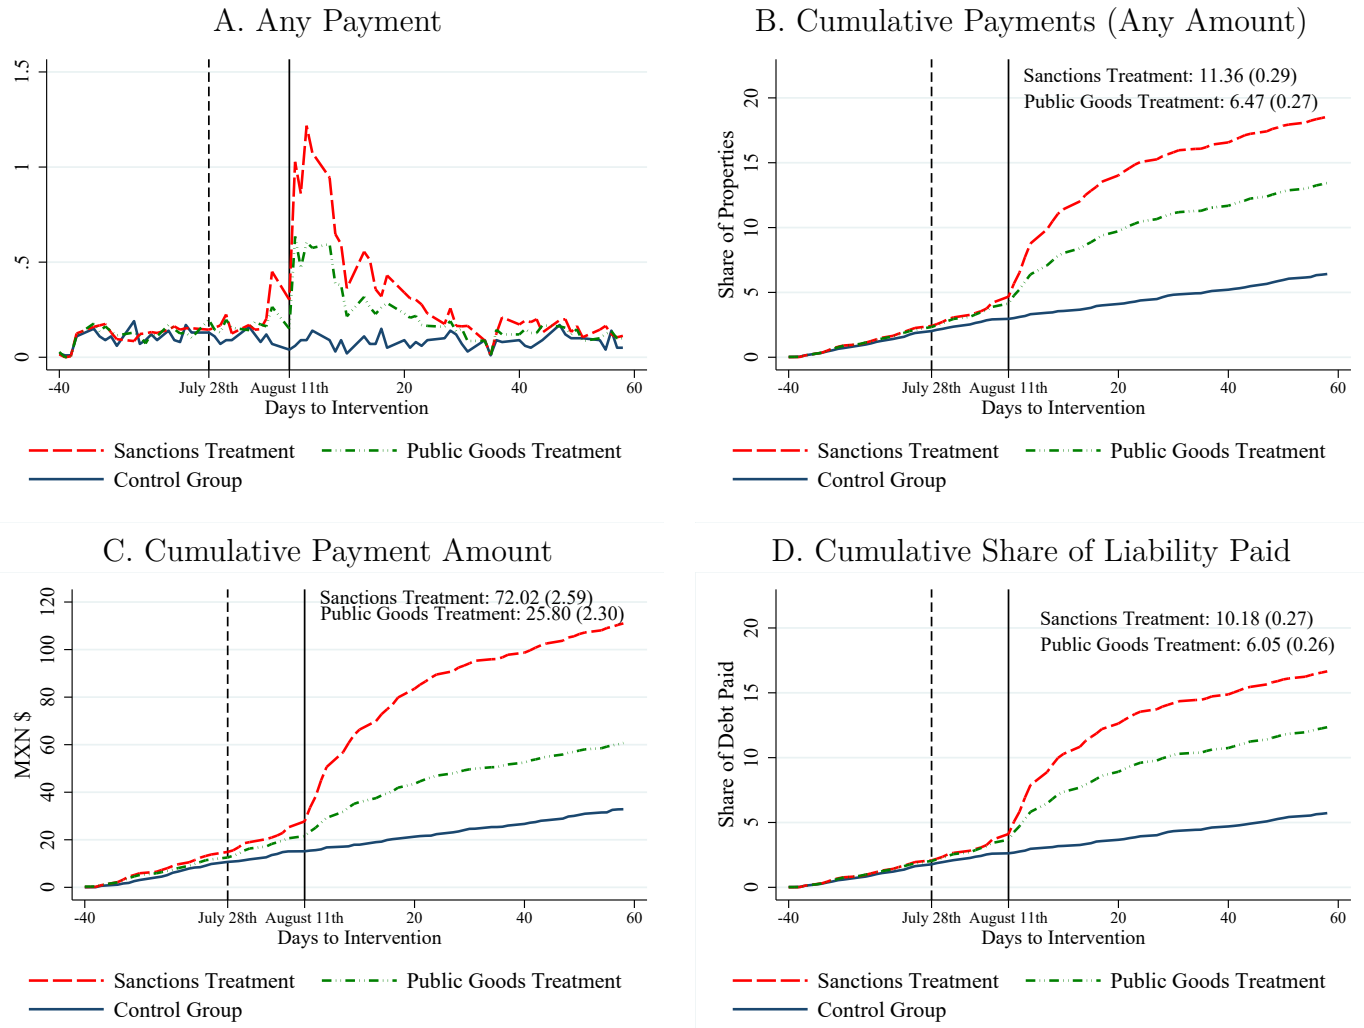 A. Any Payment
1.5
1
.5
0
-40
July 28th
August 11th
20
40
60
Days to Intervention
Sanctions Treatment
Public Goods Treatment
Control Group
B. Cumulative Payments (Any Amount)
Sanctions Treatment: 11.36 (0.29)
Public Goods Treatment: 6.47 (0.27)
Share of Properties
20
15
10
5
0
-40
July 28th
August 11th
20
40
60
Days to Intervention
Sanctions Treatment
Public Goods Treatment
Control Group
C. Cumulative Payment Amount
Sanctions Treatment: 72.02 (2.59)
Public Goods Treatment: 25.80 (2.30)
MXN $
120
100
80
60
40
20
0
-40
July 28th
August 11th
20
40
60
Days to Intervention
Sanctions Treatment
Public Goods Treatment
Control Group
D. Cumulative Share of Liability Paid
Sanctions Treatment: 10.18 (0.27)
Public Goods Treatment: 6.05 (0.26)
Share of Debt Paid
20
15
10
5
0
-40
July 28th
August 11th
20
40
60
Days to Intervention
Sanctions Treatment
Public Goods Treatment
Control Group